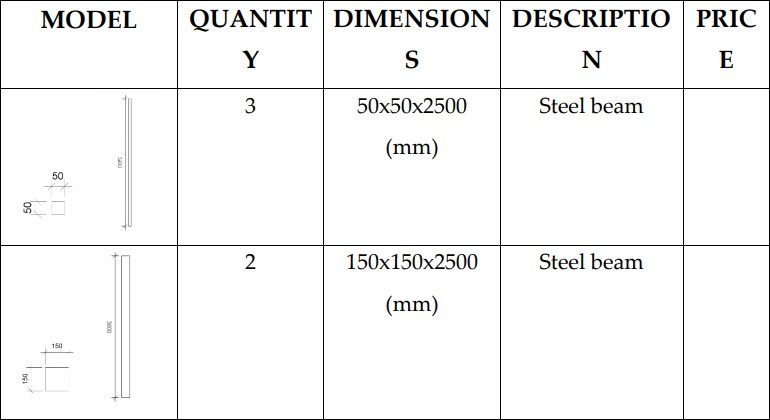 MODEL
QUANTIT
Y
DIMENSION
S
DESCRIPTIO
N
PRIC
E
50
50
3
50x50x2500
(mm)
Steel beam
150
150
2
150x150x2500
(mm)
Steel beam